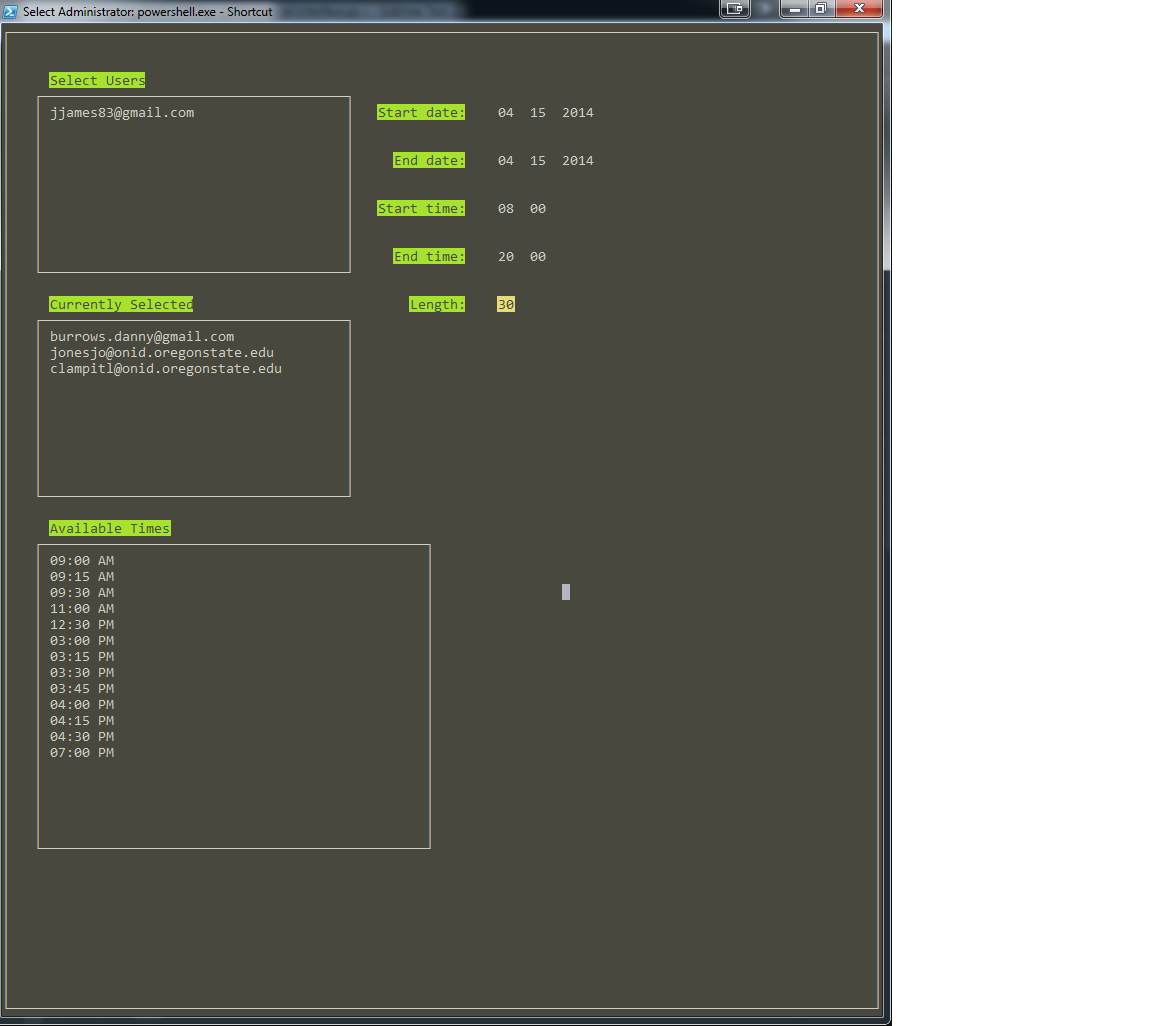 Select Administrator: powershell.exe - Shortcut
Select Users
jjames83@gmail.com
Start date: 04 15 2014
End date: 04 15 2014
Start time: 08 00
End time: 20 00
Length: 30
Currently Selected
burrows.danny@gmail.com
jonesjo@onid.oregonstate.edu
clampitl@onid.oregonstate.edu
Available Times
09:00 AM
09:15 AM
09:30 AM
11:00 AM
12:30 PM
03:00 PM
03:15 PM
03:30 PM
03:45 PM
04:00 PM
04:15 PM
04:30 PM
07:00 PM